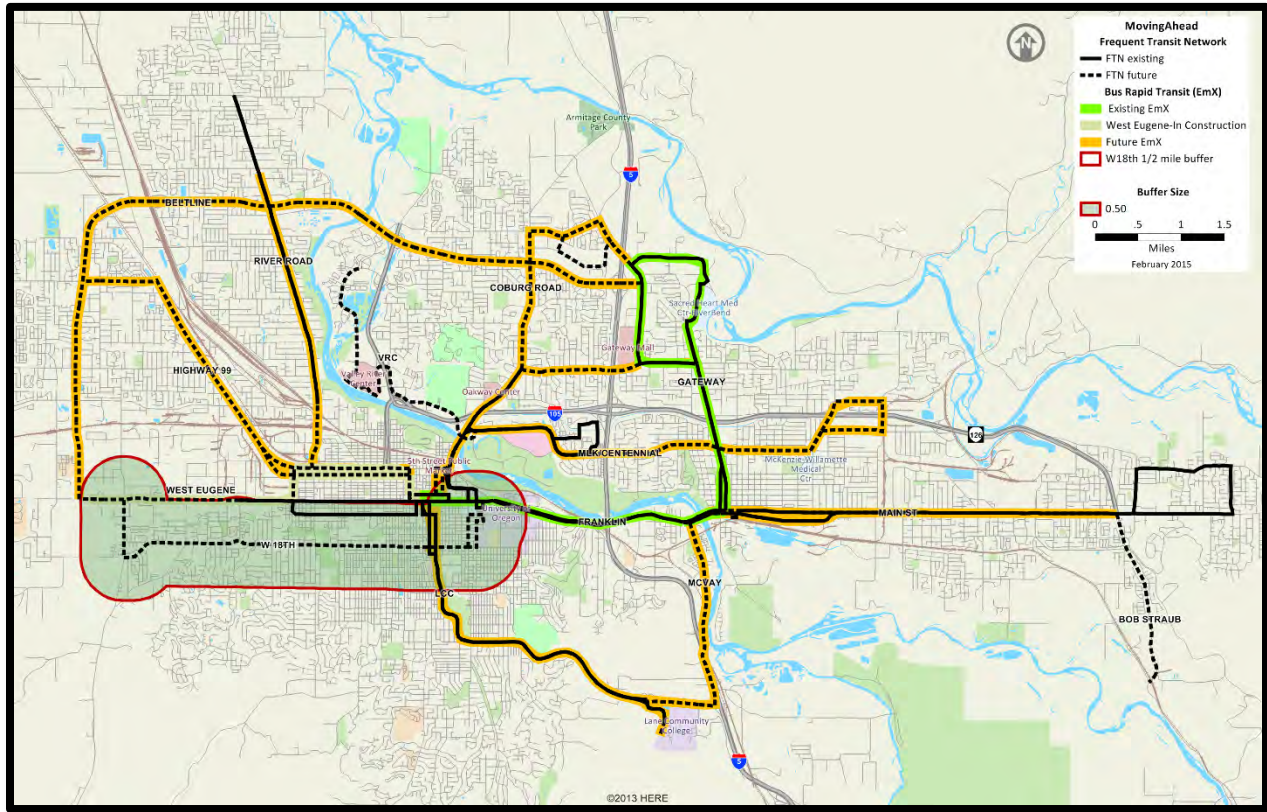 MovingAhead
Frequent Transit Network
FTN existing
FTN future
Bus Rapid Transit (EmX)
Existing EmX
West Eugene-In Construction
Future EmX
W18th 1/2 mile buffer
Buffer Size
0.50
0 .5 1 1.5
Miles
February 2015
N
Armitage County
Park
5
BELTLINE
RIVER ROAD
COBURG ROAD
Sacred Heart Med
Ctr-RiverBend
Gateway Mall
VRC
Valley River
Center
HIGHWAY 99
GATEWAY
Oakway Center
105
126
MLK CENTENNIAL
5th Street Public
Market
McKenzie-Willamette
Medical
Ctr
WEST EUGENE
University of
Oregon
FRANKLIN
MAIN ST
W 18TH
MCVAY
LCC
BOB STRAUB
Lane Community
College
5
©2013 HERE